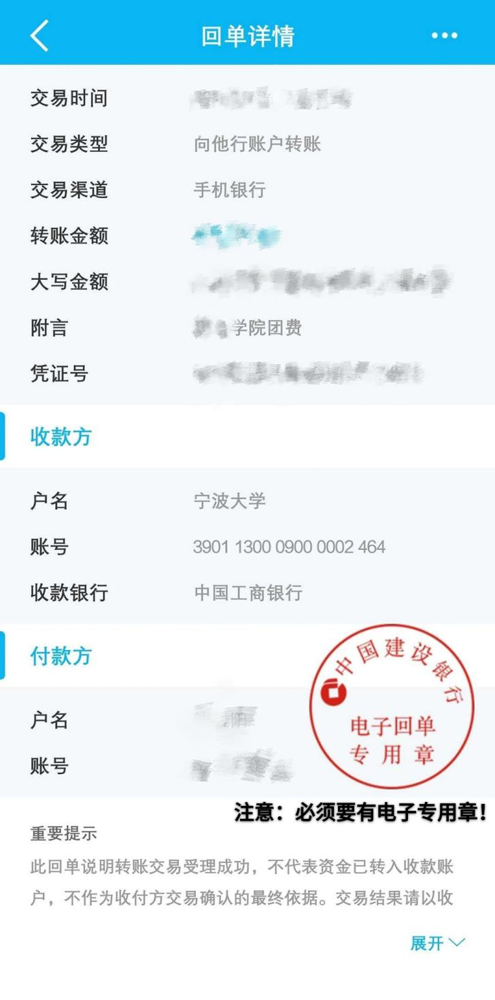 回单详情
交易时间
交易类型 向他行账户转账
交易渠道 手机银行
转账金额
大写金额
附言 学院团费
凭证号
收款方
户名 宁波大学
账号 3901 1300 0900 0002 464
收款银行 中国工商银行
付款方
中国建设银行
电子回单
专用章
户名
账号
注意：必须要有电子专用章！
重要提示
此回单说明转账交易受理成功，不代表资金已转入收款账
户，不作为收付方交易确认的最终依据。交易结果请以收
展开